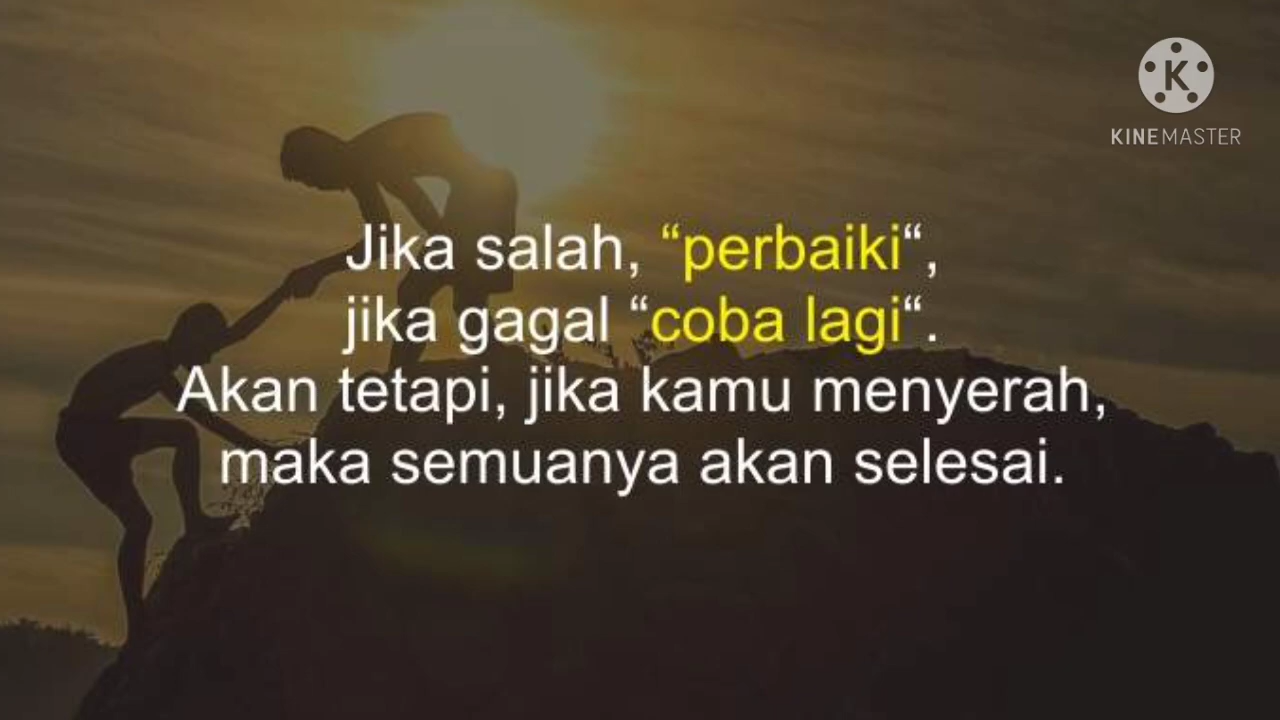 K
KINEMASTER
Jika salah, “perbaiki“,
jika gagal “coba lagi“.
Akan tetapi, jika kamu menyerah,
maka semuanya akan selesai.